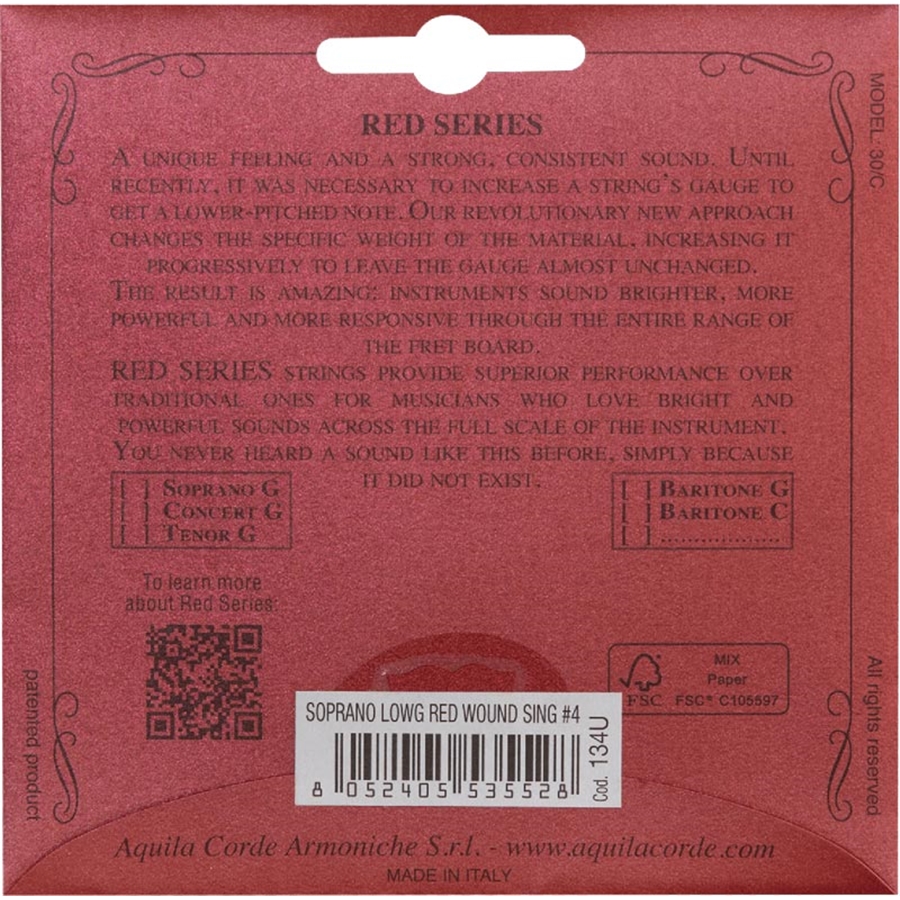 RED SERIES
A UNIQUE FEELING AND A STRONG, CONSISTENT SOUND. UNTIL
RECENTLY, IT WAS NECESSARY TO INCREASE A STRING'S GAUGE TO
GET A LOWER-PITCHED NOTE. OUR REVOLUTIONARY NEW APPROACH
CHANGES THE SPECIFIC WEIGHT OF THE MATERIAL, INCREASING IT
PROGRESSIVELY TO LEAVE THE GAUGE ALMOST UNCHANGED.
THE RESULT IS AMAZING: INSTRUMENTS SOUND BRIGHTER, MORE
POWERFUL AND MORE RESPONSIVE THROUGH THE ENTIRE RANGE OF
THE FRET BOARD.
RED SERIES STRINGS PROVIDE SUPERIOR PERFORMANCE OVER
TRADITIONAL ONES FOR MUSICIANS WHO LOVE BRIGHT AND
POWERFUL SOUNDS ACROSS THE FULL SCALE OF THE INSTRUMENT.
YOU NEVER HEARD A SOUND LIKE THIS BEFORE, SIMPLY BECAUSE
IT DID NOT EXIST.
[ ] SOPRANO G
[ ] CONCERT G
[ ] TENOR G
[ ] BARITONE G
[ ] BARITONE C
[ ] ..................
To learn more
about Red Series:
FSC
MIX
Paper
FSC® C105597
SOPRANO LOWG RED WOUND SING #4
8 052405 535528
Cod. 134U
Aquila Corde Armoniche S.r.l. - www.aquilacorde.com
MADE IN ITALY
MODEL. 30/C
All rights reserved
patented product